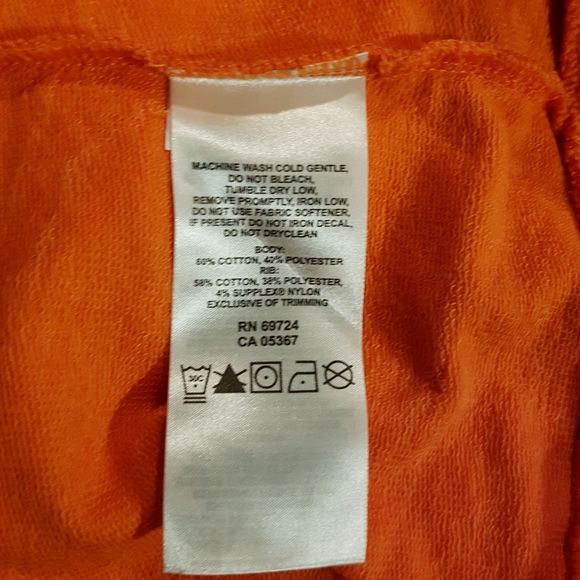 MACHINE WASH COLD GENTLE,
DO NOT BLEACH,
TUMBLE DRY LOW,
REMOVE PROMPTLY, IRON LOW,
DO NOT USE FABRIC SOFTENER,
IF PRESENT DO NOT IRON DECAL,
DO NOT DRYCLEAN
BODY:
60% COTTON, 40% POLYESTER
RIB:
58% COTTON, 38% POLYESTER,
4% SUPPLEX® NYLON
EXCLUSIVE OF TRIMMING
RN 69724
CA 05367
30C